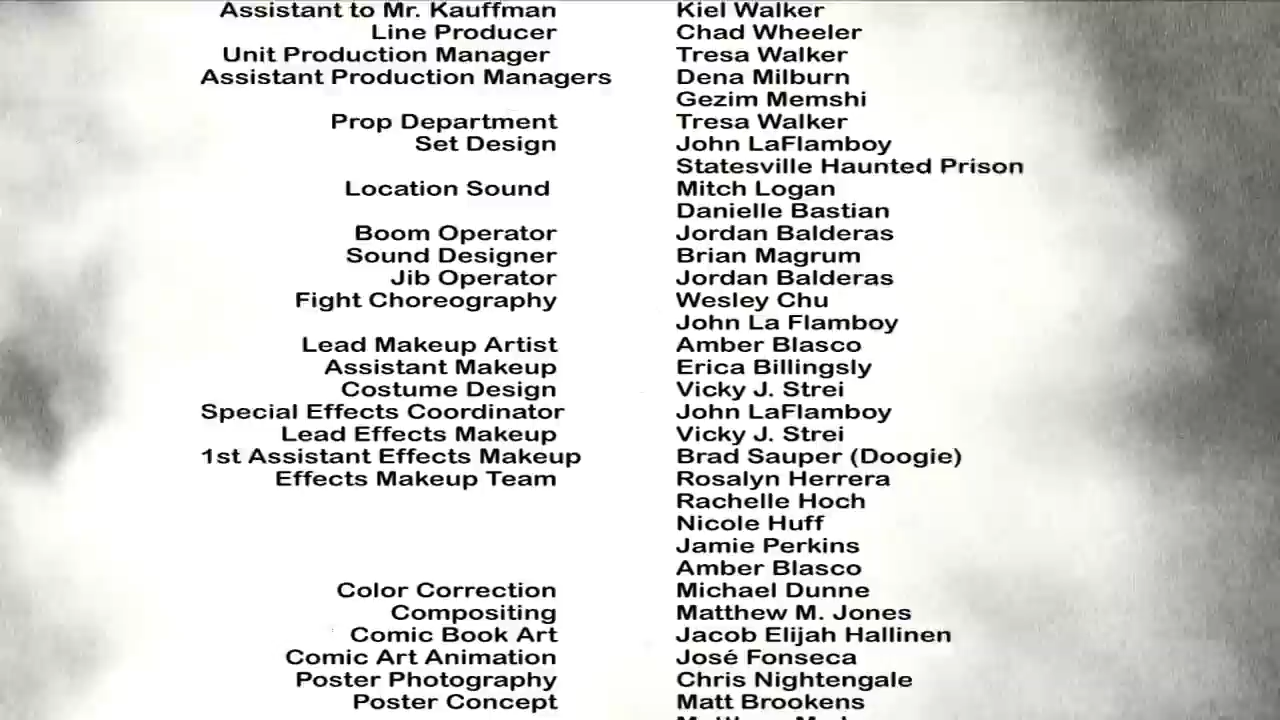 Assistant to Mr. Kauffman Kiel Walker
Line Producer Chad Wheeler
Unit Production Manager Tresa Walker
Assistant Production Managers Dena Milburn
Gezim Memshi
Prop Department Tresa Walker
Set Design John LaFlamboy
Statesville Haunted Prison
Location Sound Mitch Logan
Danielle Bastian
Boom Operator Jordan Balderas
Sound Designer Brian Magrum
Jib Operator Jordan Balderas
Fight Choreography Wesley Chu
John La Flamboy
Lead Makeup Artist Amber Blasco
Assistant Makeup Erica Billingsly
Costume Design Vicky J. Strei
Special Effects Coordinator John LaFlamboy
Lead Effects Makeup Vicky J. Strei
1st Assistant Effects Makeup Brad Sauper (Doogie)
Effects Makeup Team Rosalyn Herrera
Rachelle Hoch
Nicole Huff
Jamie Perkins
Amber Blasco
Color Correction Michael Dunne
Compositing Matthew M. Jones
Comic Book Art Jacob Elijah Hallinen
Comic Art Animation José Fonseca
Poster Photography Chris Nightengale
Poster Concept Matt Brookens